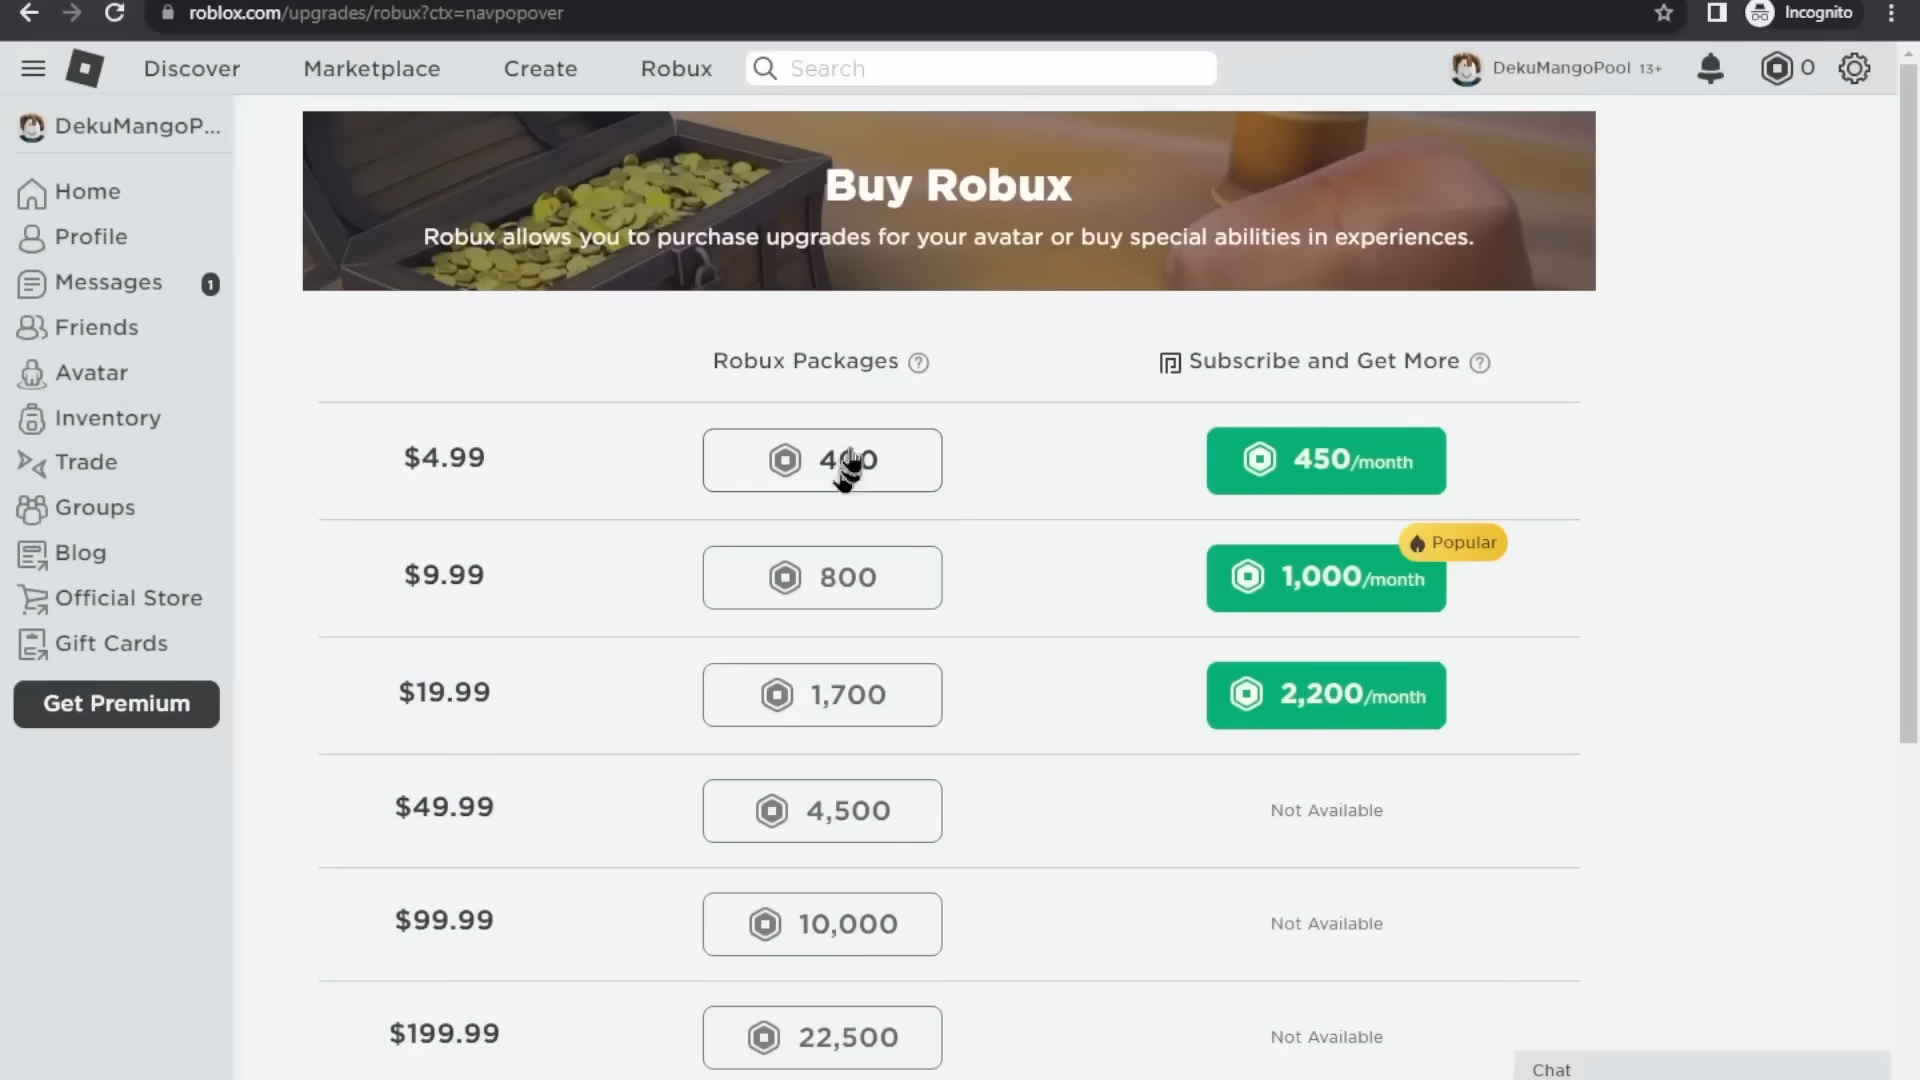 roblox.com/upgrades/robux?ctx=navpopover
Incognito
Discover
Marketplace
Create
Robux
Search
DekuMangoPool 13+
0
DekuMangoP...
Home
Profile
Messages
1
Friends
Avatar
Inventory
Trade
Groups
Blog
Official Store
Gift Cards
Get Premium
Buy Robux
Robux allows you to purchase upgrades for your avatar or buy special abilities in experiences.
Robux Packages ?
Subscribe and Get More ?
$4.99
450/month
$9.99
800
Popular
1,000/month
$19.99
1,700
2,200/month
$49.99
4,500
Not Available
$99.99
10,000
Not Available
$199.99
22,500
Not Available
Chat